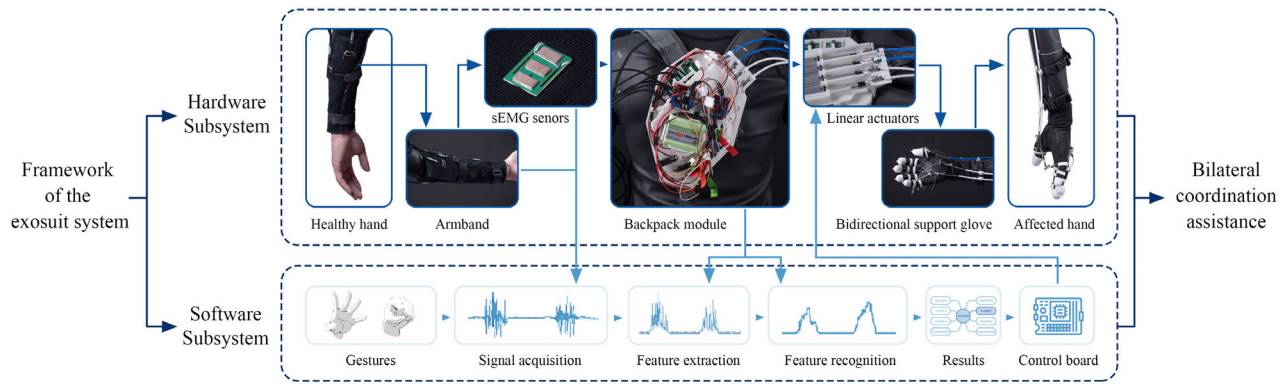 Framework
of the
exosuit system
Hardware
Subsystem
Healthy hand
Armband
sEMG senors
Backpack module
Linear actuators
Bidirectional support glove
Affected hand
Software
Subsystem
Gestures
Signal acquisition
Feature extraction
Feature recognition
Results
Control board
Bilateral
coordination
assistance